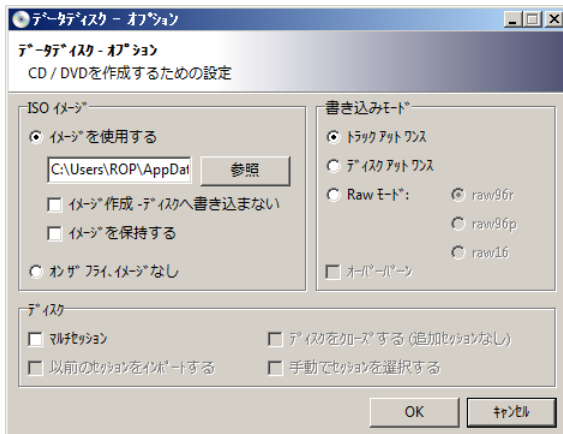 ﾃﾞｰﾀﾃﾞｨｽｸ - ｵﾌﾟｼｮﾝ
ﾃﾞｰﾀﾃﾞｨｽｸ - ｵﾌﾟｼｮﾝ
CD / DVDを作成するための設定
ISO ｲﾒｰｼﾞ
ｲﾒｰｼﾞを使用する
C:\Users\ROP\AppDat
参照
ｲﾒｰｼﾞ作成 -ﾃﾞｨｽｸへ書き込まない
ｲﾒｰｼﾞを保持する
ｵﾝ ｻﾞ ﾌﾗｲ､ｲﾒｰｼﾞなし
書き込みﾓｰﾄﾞ
ﾄﾗｯｸ ｱｯﾄ ﾜﾝｽ
ﾃﾞｨｽｸ ｱｯﾄ ﾜﾝｽ
Raw ﾓｰﾄﾞ:
raw96r
raw96p
raw16
ｵｰﾊﾞｰﾊﾞｰﾝ
ﾃﾞｨｽｸ
ﾏﾙﾁｾｯｼｮﾝ
ﾃﾞｨｽｸをｸﾛｰｽﾞする (追加ｾｯｼｮﾝなし)
以前のｾｯｼｮﾝをｲﾝﾎﾟｰﾄする
手動でｾｯｼｮﾝを選択する
OK
ｷｬﾝｾﾙ